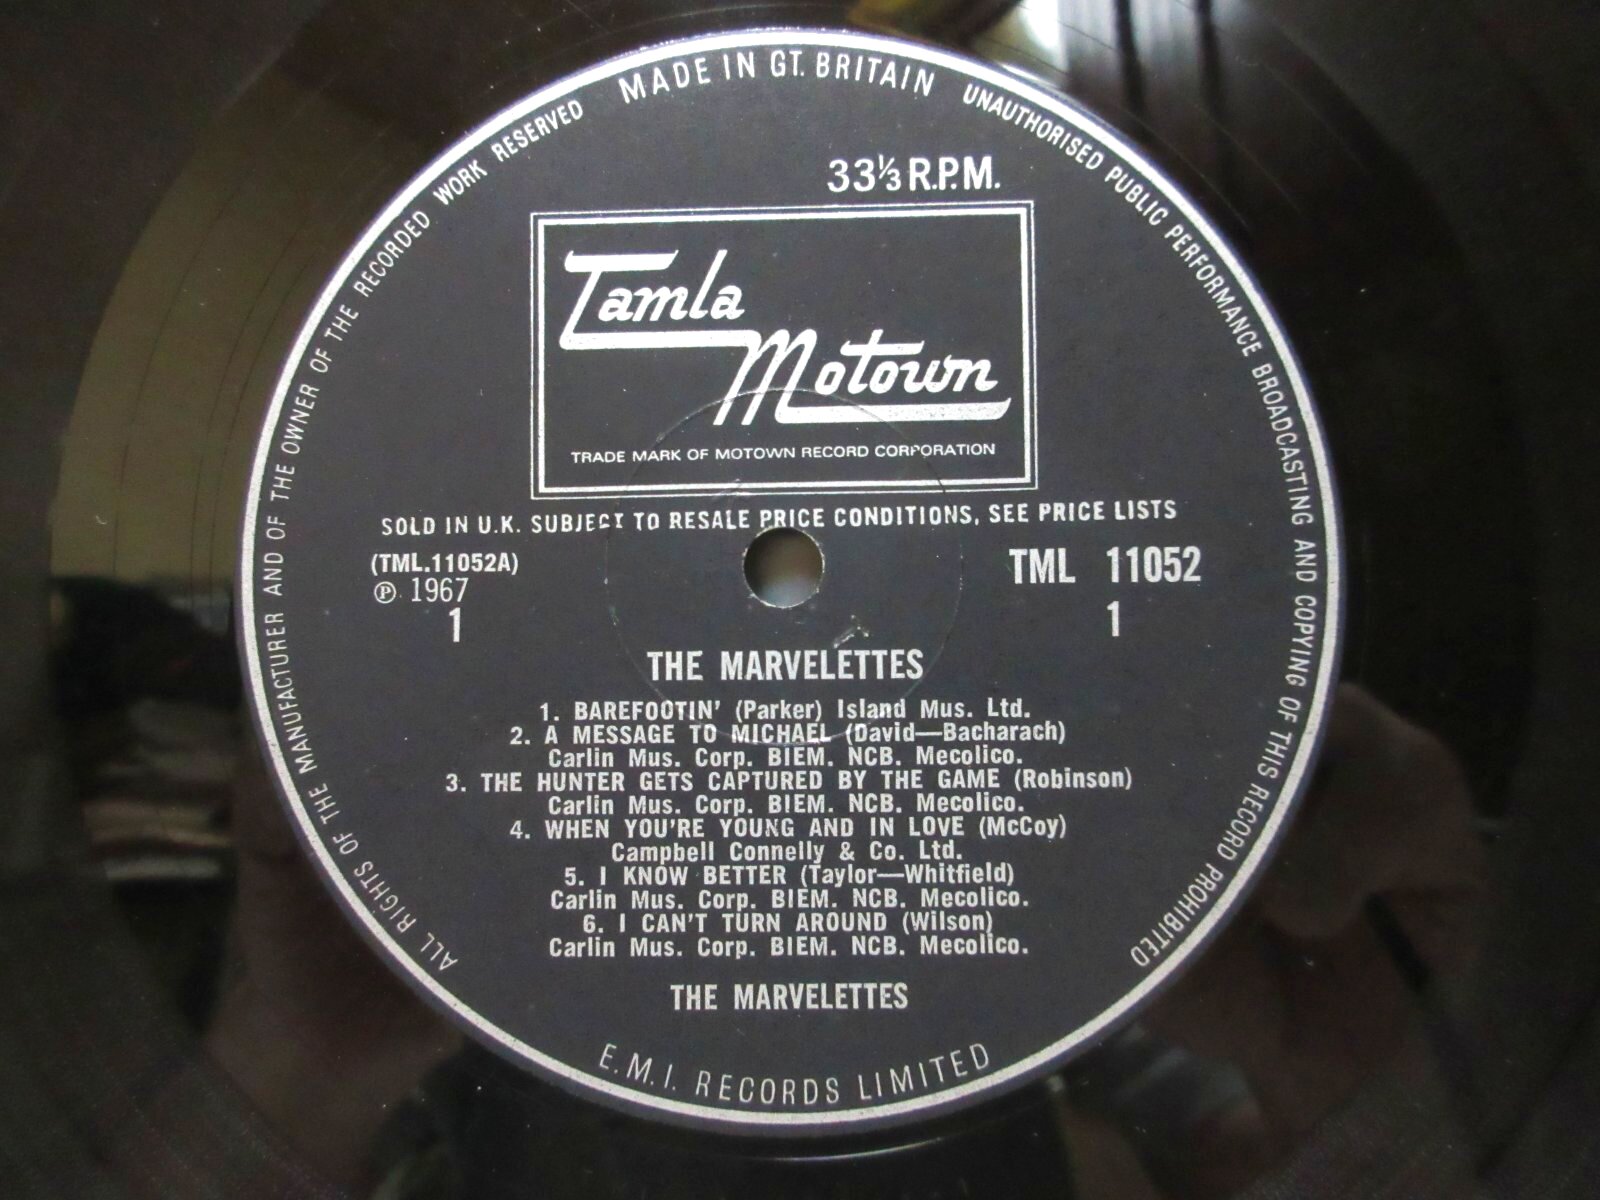 MADE IN GT. BRITAIN
UNAUTHORISED PUBLIC PERFORMANCE BROADCASTING AND COPYING OF THIS RECORD PROHIBITED
ALL RIGHTS OF THE MANUFACTURER AND OF THE OWNER OF THE RECORDED WORK RESERVED
33⅓ R.P.M.
Tamla
Motown
TRADE MARK OF MOTOWN RECORD CORPORATION
SOLD IN U.K. SUBJECT TO RESALE PRICE CONDITIONS, SEE PRICE LISTS
(TML.11052A)
℗ 1967
1
TML 11052
1
THE MARVELETTES
1. BAREFOOTIN' (Parker) Island Mus. Ltd.
2. A MESSAGE TO MICHAEL (David—Bacharach)
Carlin Mus. Corp. BIEM. NCB. Mecolico.
3. THE HUNTER GETS CAPTURED BY THE GAME (Robinson)
Carlin Mus. Corp. BIEM. NCB. Mecolico.
4. WHEN YOU'RE YOUNG AND IN LOVE (McCoy)
Campbell Connelly & Co. Ltd.
5. I KNOW BETTER (Taylor—Whitfield)
Carlin Mus. Corp. BIEM. NCB. Mecolico.
6. I CAN'T TURN AROUND (Wilson)
Carlin Mus. Corp. BIEM. NCB. Mecolico.
THE MARVELETTES
E.M.I. RECORDS LIMITED